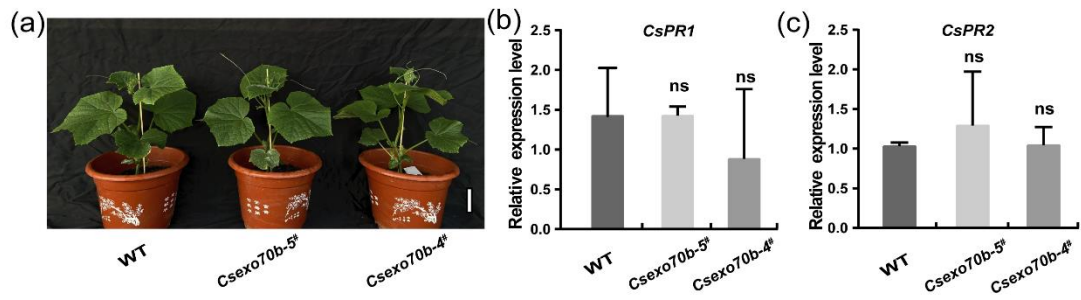 (a)
WT
Csexo70b-5#
Csexo70b-4#
(b)
CsPR1
Relative expression level
2.5
2.0
1.5
1.0
0.5
0.0
ns
ns
WT
Csexo70b-5#
Csexo70b-4#
(c)
CsPR2
Relative expression level
2.5
2.0
1.5
1.0
0.5
0.0
ns
ns
WT
Csexo70b-5#
Csexo70b-4#